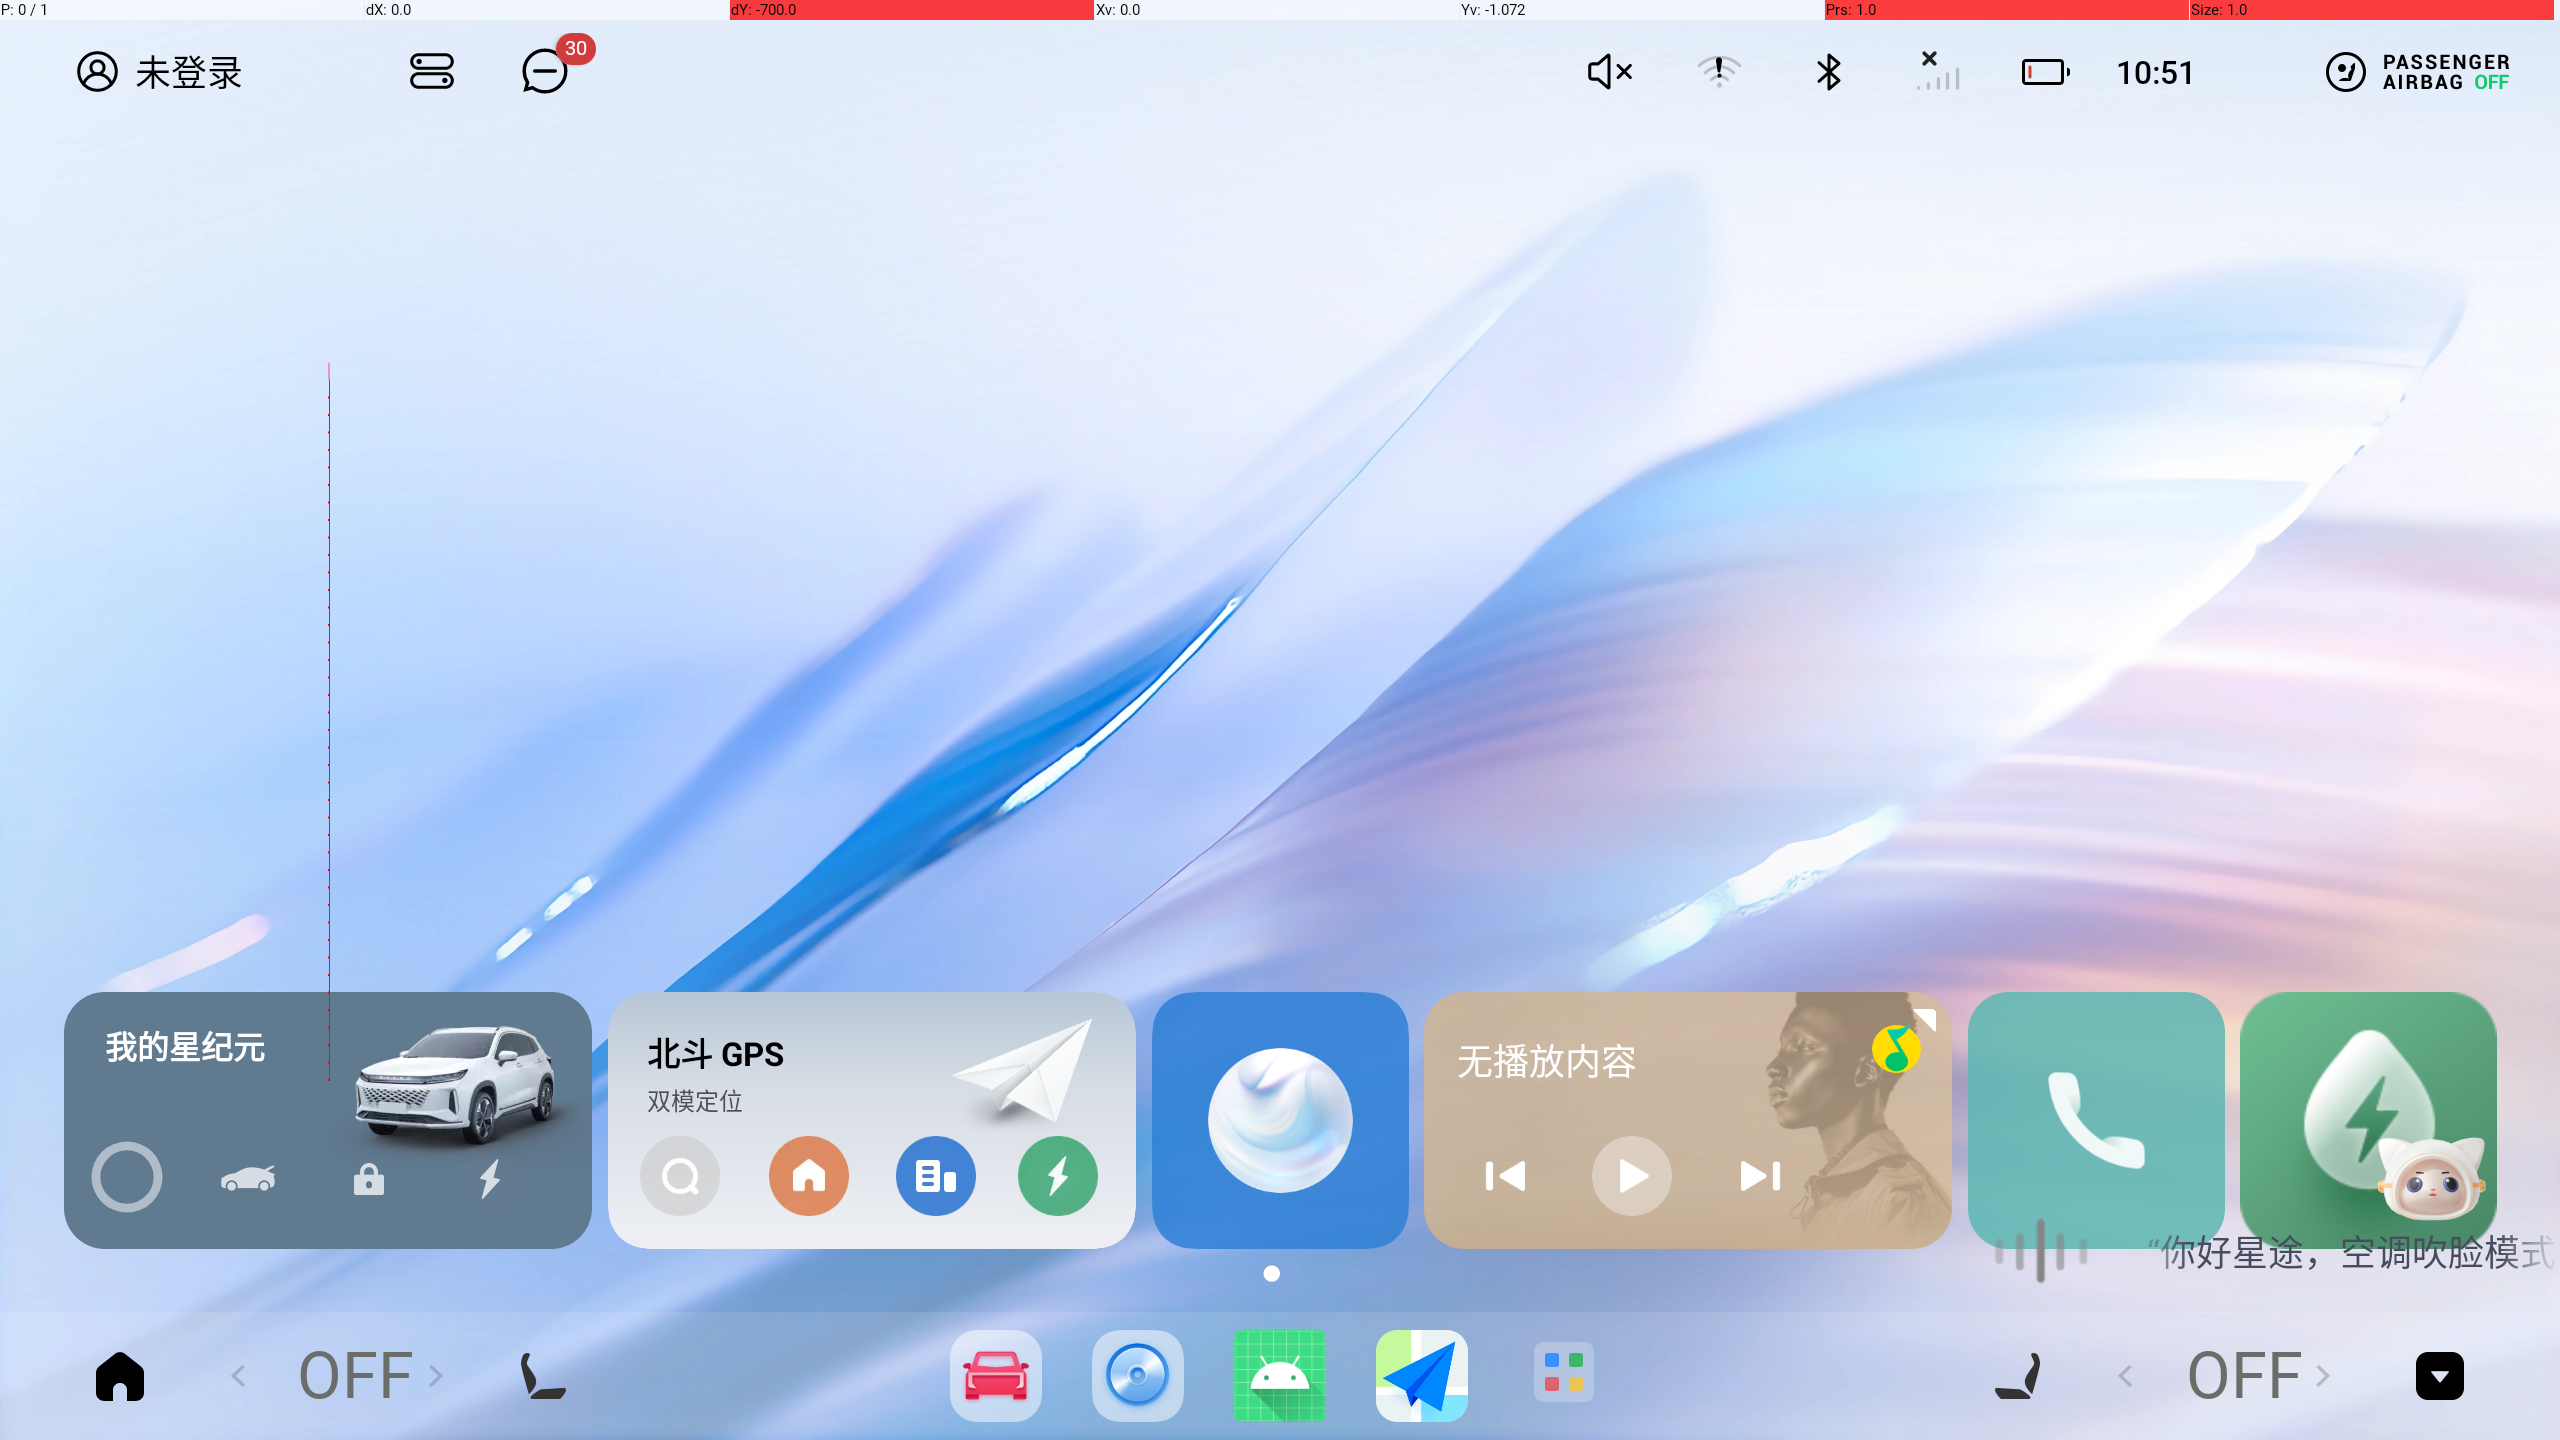 P: 0 / 1
dX: 0.0
dY: -700.0
Xv: 0.0
Yv: -1.072
Prs: 1.0
Size: 1.0
未登录
30
10:51
PASSENGER
AIRBAG OFF
我的星纪元
北斗 GPS
双模定位
无播放内容
“你好星途，空调吹脸模式
OFF
OFF